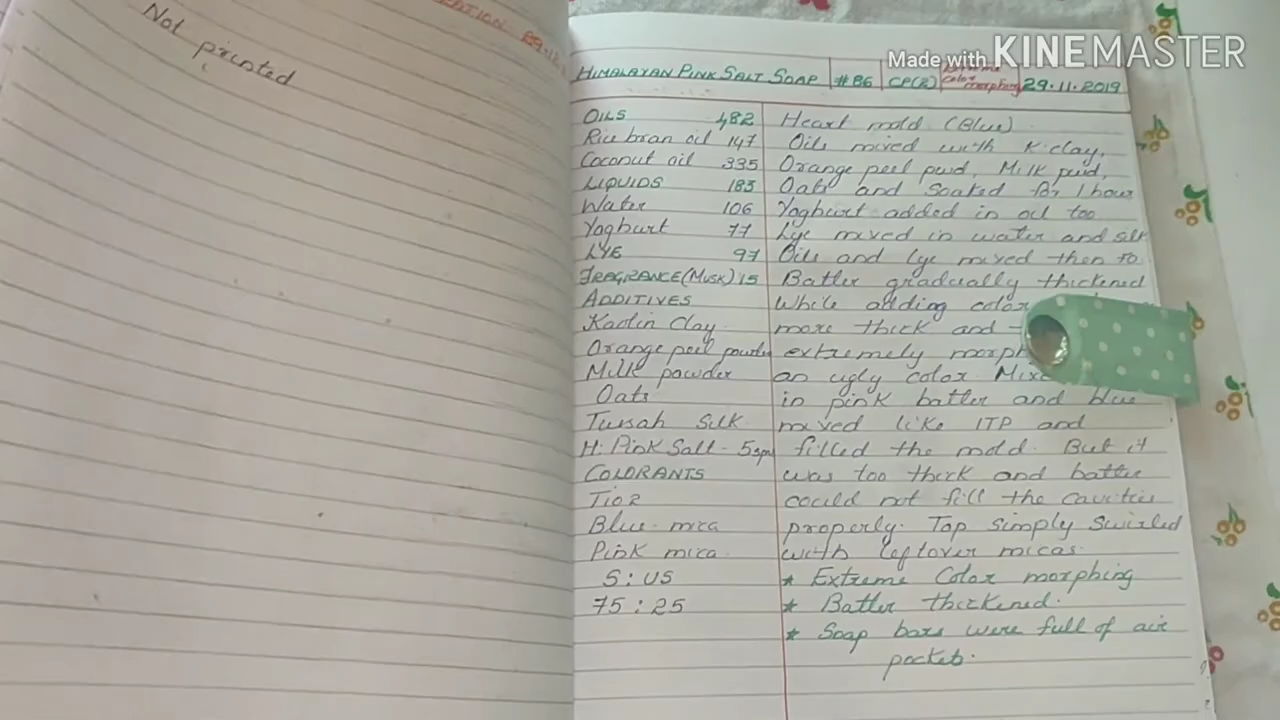 Not printed
Made with KINEMASTER
HIMALAYAN PINK SALT SOAP #86 CP(R) Extreme color morphing 29.11.2019
OILS 482
Rice bran oil 147
Coconut oil 335
LIQUIDS 183
Water 106
Yoghurt 77
LYE 97
FRAGRANCE (MUSK) 15
ADDITIVES
Kaolin Clay
Orange peel powder
Milk powder
Oats
Tussah Silk
H. Pink Salt - 5gm
COLORANTS
TiO2
Blue mica
Pink mica
S : US
75 : 25
Heart mold (Blue)
Oils mixed with K.clay,
Orange peel pwd, Milk pwd,
Oats and soaked for 1 hour
Yoghurt added in oil too
Lye mixed in water and silk
Oils and lye mixed then FO
Batter gradually thickened
While adding color
more thick and
extremely morph
an ugly color. Mixe
in pink batter and blue
mixed like ITP and
filled the mold. But it
was too thick and batter
could not fill the cavities
properly. Top simply swirled
with leftover micas.
* Extreme Color morphing
* Batter thickened.
* Soap bars were full of air
pockets.